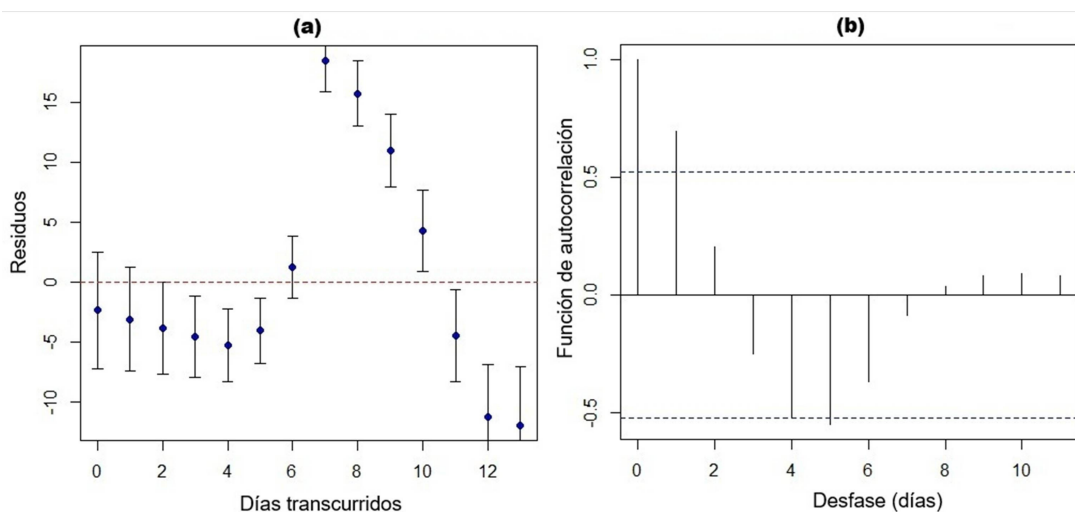 (a)
Residuos
15
10
5
0
-5
-10
0 2 4 6 8 10 12
Días transcurridos
(b)
Función de autocorrelación
1.0
0.5
0.0
-0.5
0 2 4 6 8 10
Desfase (días)